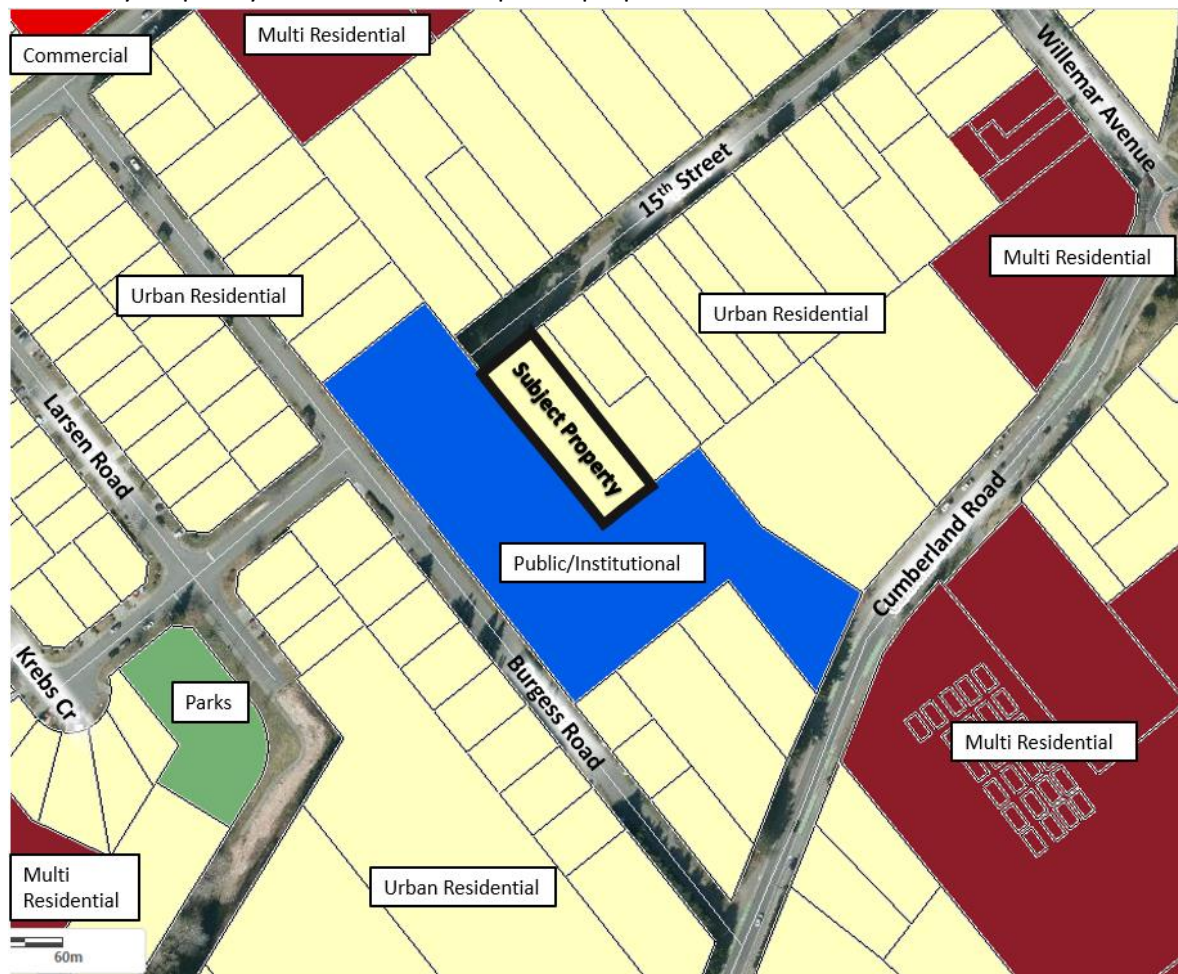 Multi Residential
Commercial
Willemar Avenue
15th Street
Multi Residential
Urban Residential
Urban Residential
Subject Property
Larsen Road
Public/Institutional
Cumberland Road
Krebs Cr
Parks
Burgess Road
Multi Residential
Multi
Residential
Urban Residential
60m